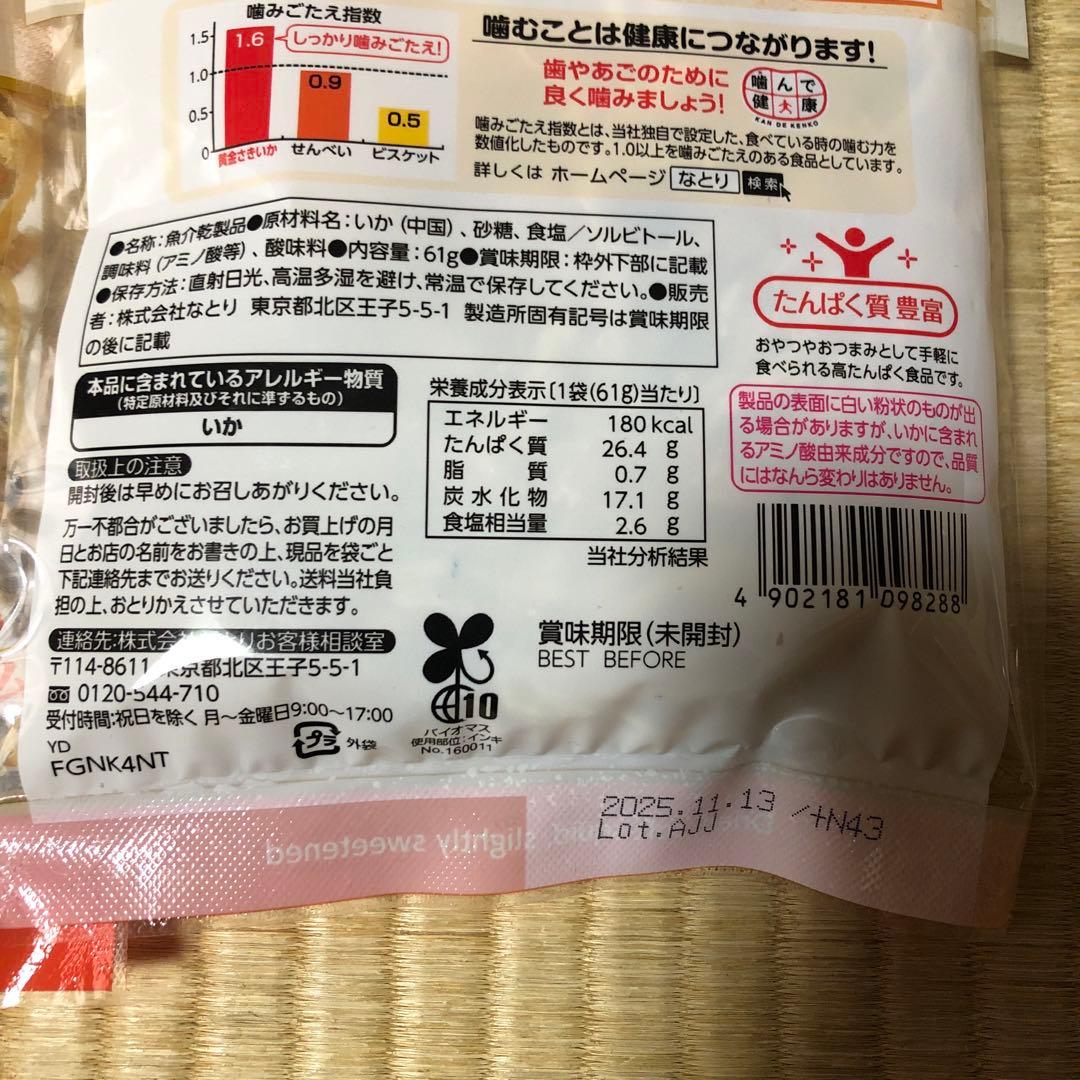 噛みごたえ指数
1.5
1.0
0.5
0
1.6
しっかり噛みごたえ!
0.9
0.5
黄金さきいか
せんべい
ビスケット
噛むことは健康につながります!
歯やあごのために
良く噛みましょう!
噛んで
健大康
KAN DE KENKO
噛みごたえ指数とは、当社独自で設定した、食べている時の噛む力を
数値化したものです。1.0以上を噛みごたえのある食品としています。
詳しくは ホームページ なとり 検索
●名称:魚介乾製品●原材料名:いか(中国)、砂糖、食塩/ソルビトール、
調味料(アミノ酸等)、酸味料●内容量:61g●賞味期限:枠外下部に記載
●保存方法:直射日光、高温多湿を避け、常温で保存してください。●販売
者:株式会社なとり 東京都北区王子5-5-1 製造所固有記号は賞味期限
の後に記載
たんぱく質 豊富
おやつやおつまみとして手軽に
食べられる高たんぱく食品です。
製品の表面に白い粉状のものが出
る場合がありますが、いかに含まれ
るアミノ酸由来成分ですので、品質
にはなんら変わりはありません。
本品に含まれているアレルギー物質
(特定原材料及びそれに準ずるもの)
いか
栄養成分表示〔1袋(61g)当たり〕
エネルギー 180 kcal
たんぱく質 26.4 g
脂質 0.7 g
炭水化物 17.1 g
食塩相当量 2.6 g
当社分析結果
取扱上の注意
開封後は早めにお召しあがりください。
万一不都合がございましたら、お買上げの月
日とお店の名前をお書きの上、現品を袋ごと
下記連絡先までお送りください。送料当社負
担の上、おとりかえさせていただきます。
連絡先:株式会社 とりお客様相談室
〒114-8611 東京都北区王子5-5-1
0120-544-710
受付時間:祝日を除く 月〜金曜日9:00〜17:00
YD
FGNK4NT
プラ 外袋
10
バイオマス
使用部位:インキ
No.160011
賞味期限(未開封)
BEST BEFORE
4 902181 098288
2025.11.13 /+N43
Lot.AJJ
slightly sweetened